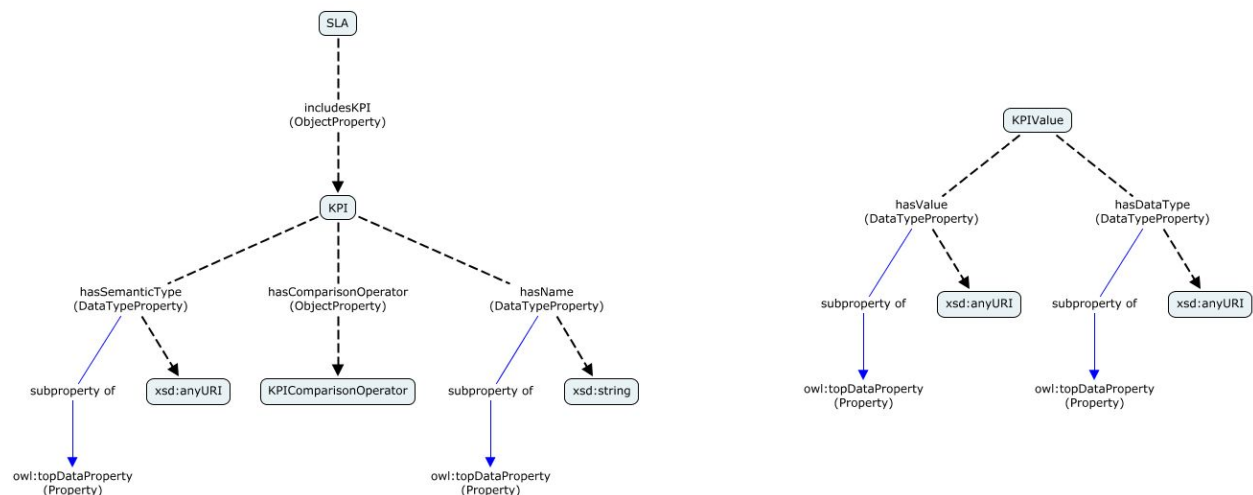 SLA
includesKPI
(ObjectProperty)
KPI
hasSemanticType
(DataTypeProperty)
hasComparisonOperator
(ObjectProperty)
hasName
(DataTypeProperty)
subproperty of
xsd:anyURI
KPIComparisonOperator
subproperty of
xsd:string
owl:topDataProperty
(Property)
owl:topDataProperty
(Property)
KPIValue
hasValue
(DataTypeProperty)
hasDataType
(DataTypeProperty)
subproperty of
xsd:anyURI
subproperty of
xsd:anyURI
owl:topDataProperty
(Property)
owl:topDataProperty
(Property)